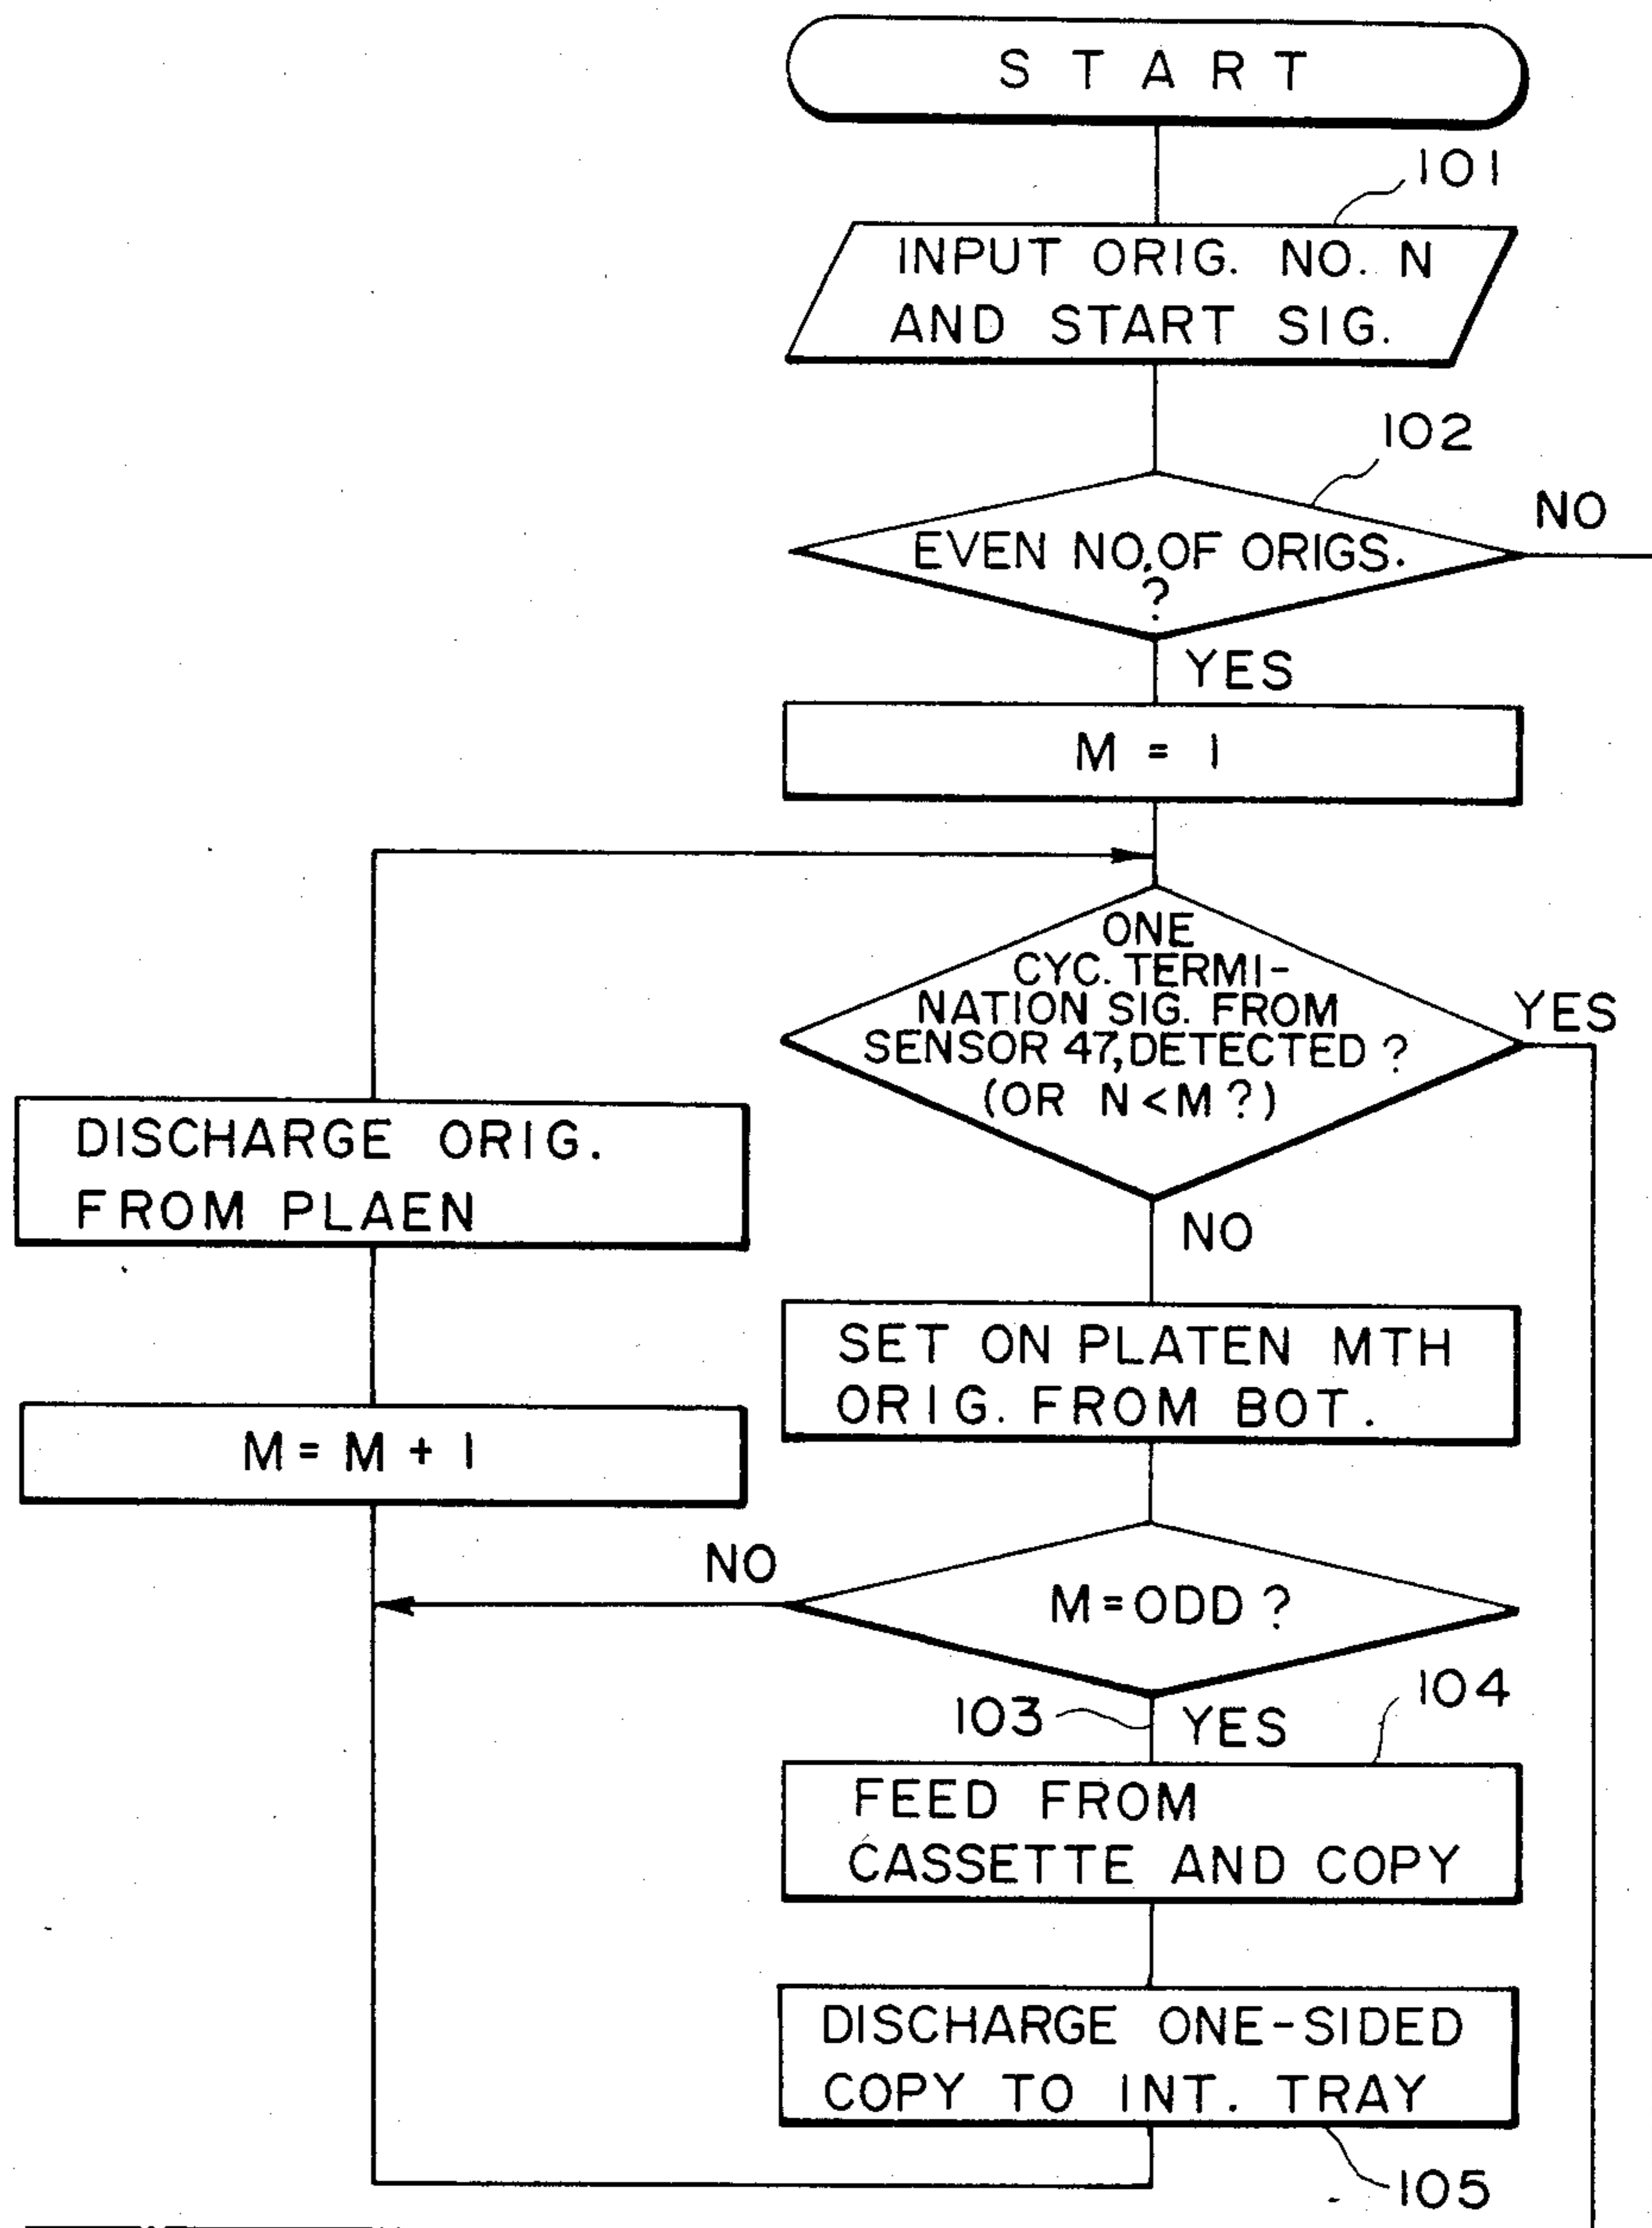 START
101
INPUT ORIG. NO. N
AND START SIG.
102
EVEN NO. OF ORIGS.
?
NO
YES
M = 1
ONE
CYC. TERMI-
NATION SIG. FROM
SENSOR 47, DETECTED ?
(OR N < M ?)
YES
NO
DISCHARGE ORIG.
FROM PLAEN
SET ON PLATEN MTH
ORIG. FROM BOT.
M = M + 1
NO
M = ODD ?
103
YES
104
FEED FROM
CASSETTE AND COPY
DISCHARGE ONE-SIDED
COPY TO INT. TRAY
105